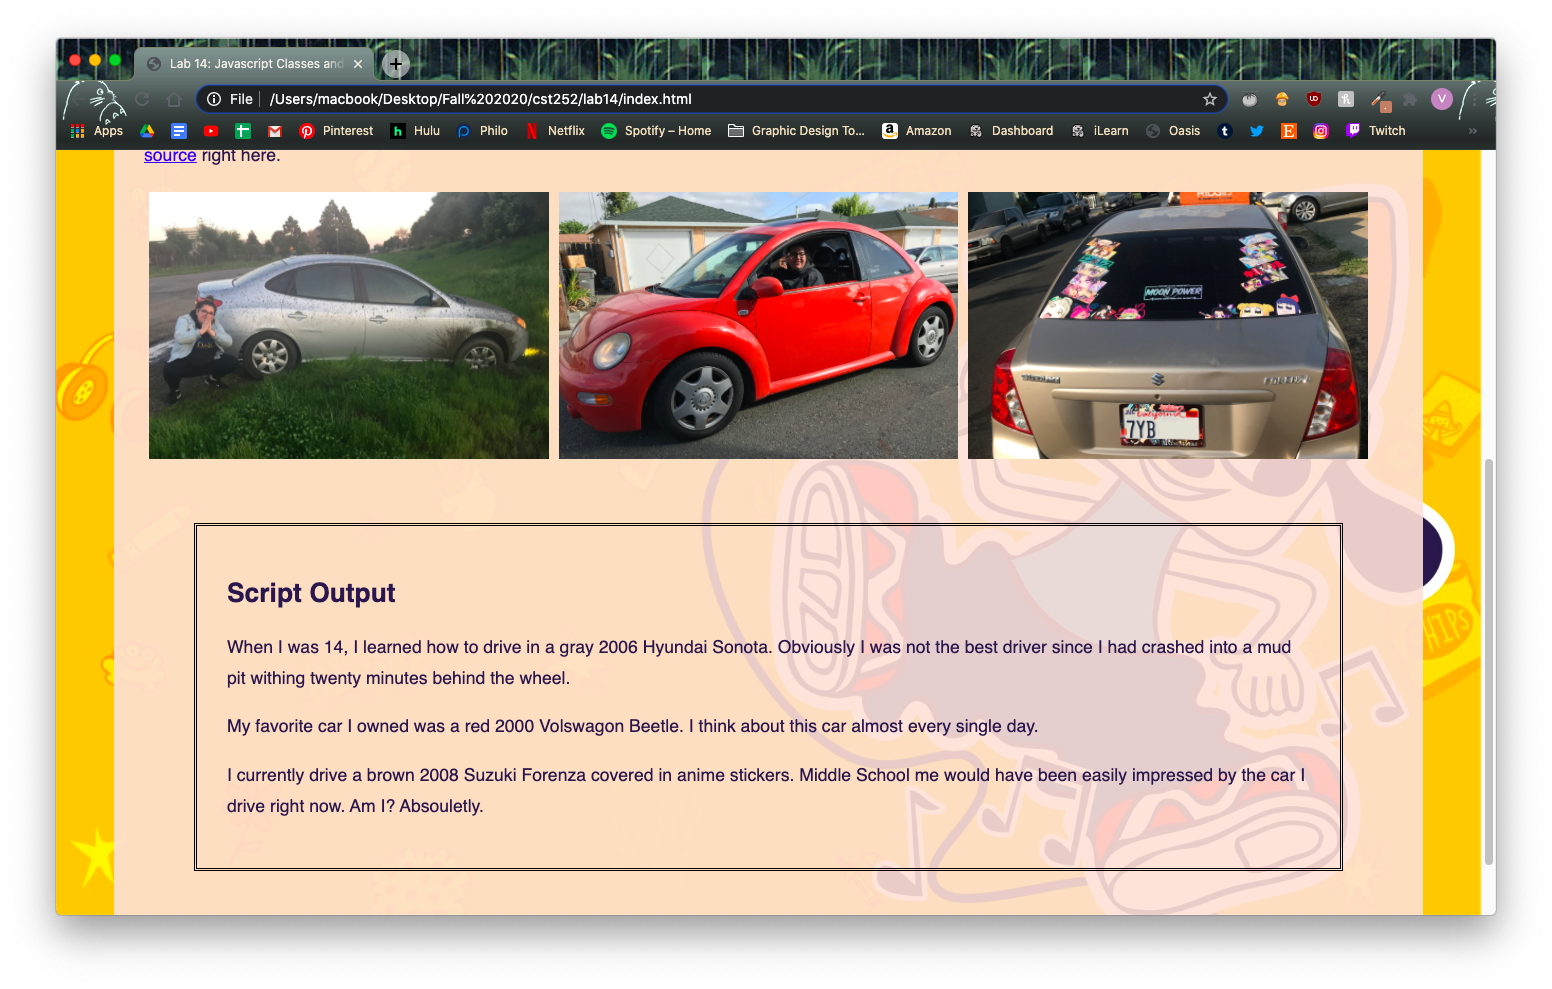 Lab 14: Javascript Classes and
File /Users/macbook/Desktop/Fall%202020/cst252/lab14/index.html
V
Apps Pinterest h Hulu Philo N Netflix Spotify – Home Graphic Design To... a Amazon Dashboard iLearn Oasis t E Twitch »
source right here.
MOON POWER
California
7YB
Script Output
When I was 14, I learned how to drive in a gray 2006 Hyundai Sonota. Obviously I was not the best driver since I had crashed into a mud
pit withing twenty minutes behind the wheel.
My favorite car I owned was a red 2000 Volswagon Beetle. I think about this car almost every single day.
I currently drive a brown 2008 Suzuki Forenza covered in anime stickers. Middle School me would have been easily impressed by the car I
drive right now. Am I? Absouletly.
HIPS